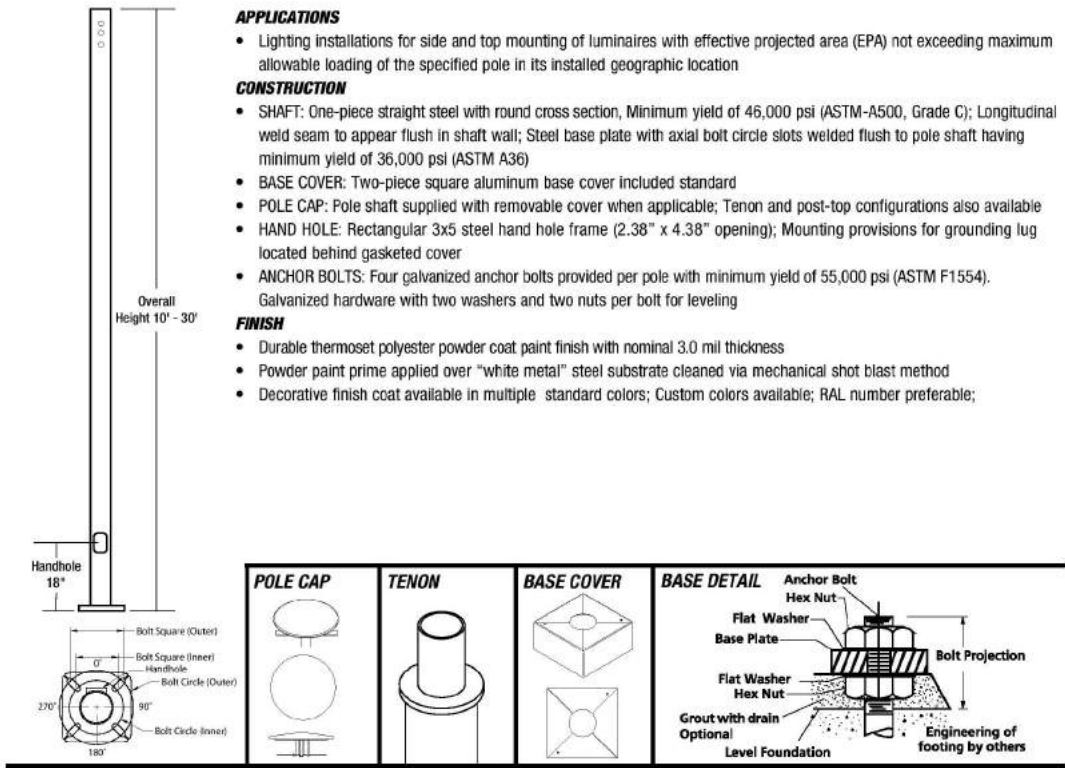 APPLICATIONS
• Lighting installations for side and top mounting of luminaires with effective projected area (EPA) not exceeding maximum
allowable loading of the specified pole in its installed geographic location
CONSTRUCTION
• SHAFT: One-piece straight steel with round cross section, Minimum yield of 46,000 psi (ASTM-A500, Grade C); Longitudinal
weld seam to appear flush in shaft wall; Steel base plate with axial bolt circle slots welded flush to pole shaft having
minimum yield of 36,000 psi (ASTM A36)
• BASE COVER: Two-piece square aluminum base cover included standard
• POLE CAP: Pole shaft supplied with removable cover when applicable; Tenon and post-top configurations also available
• HAND HOLE: Rectangular 3x5 steel hand hole frame (2.38" x 4.38" opening); Mounting provisions for grounding lug
located behind gasketed cover
• ANCHOR BOLTS: Four galvanized anchor bolts provided per pole with minimum yield of 55,000 psi (ASTM F1554).
Galvanized hardware with two washers and two nuts per bolt for leveling
FINISH
• Durable thermoset polyester powder coat paint finish with nominal 3.0 mil thickness
• Powder paint prime applied over "white metal" steel substrate cleaned via mechanical shot blast method
• Decorative finish coat available in multiple standard colors; Custom colors available; RAL number preferable;
Overall
Height 10' - 30'
Handhole
18"
Bolt Square (Outer)
Bolt Square (Inner)
Handhole
Bolt Circle (Outer)
Bolt Circle (Inner)
0°
90°
180°
270°
POLE CAP
TENON
BASE COVER
BASE DETAIL
Anchor Bolt
Hex Nut
Flat Washer
Base Plate
Bolt Projection
Flat Washer
Hex Nut
Grout with drain
Optional
Level Foundation
Engineering of
footing by others